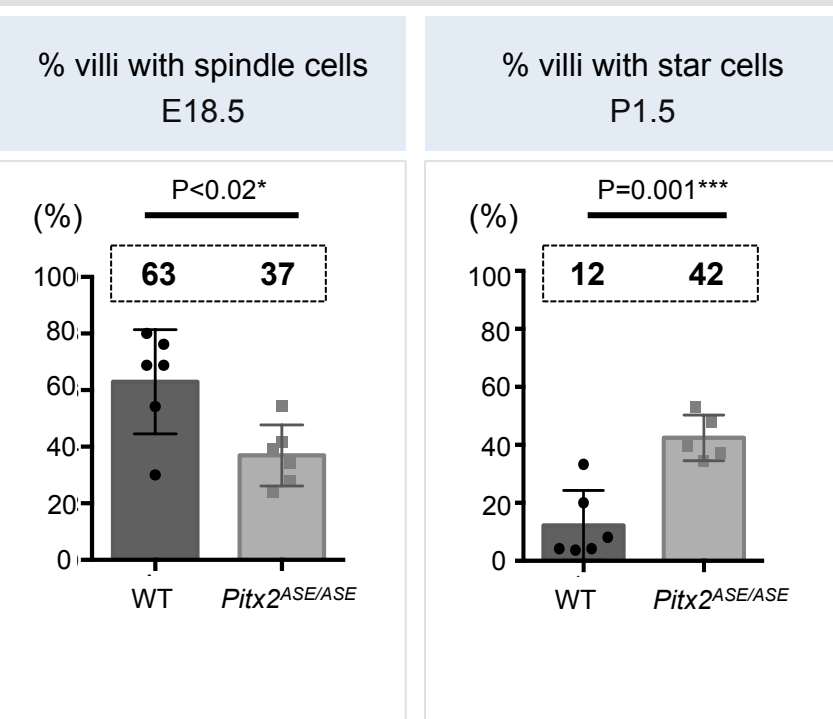 % villi with spindle cells
E18.5
P<0.02*
(%)
63 37
100
80
60
40
20
0
WT Pitx2ASE/ASE
% villi with star cells
P1.5
P=0.001***
(%)
12 42
100
80
60
40
20
0
WT Pitx2ASE/ASE